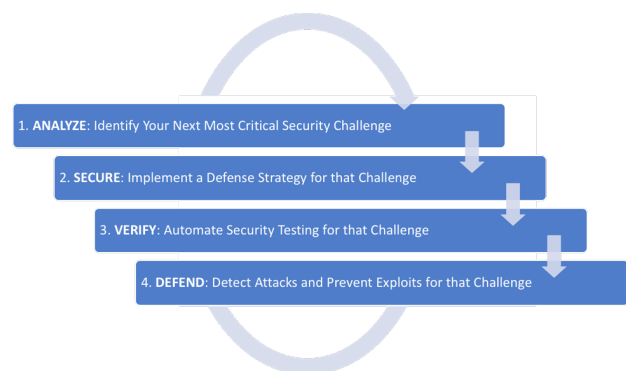 1. ANALYZE: Identify Your Next Most Critical Security Challenge
2. SECURE: Implement a Defense Strategy for that Challenge
3. VERIFY: Automate Security Testing for that Challenge
4. DEFEND: Detect Attacks and Prevent Exploits for that Challenge